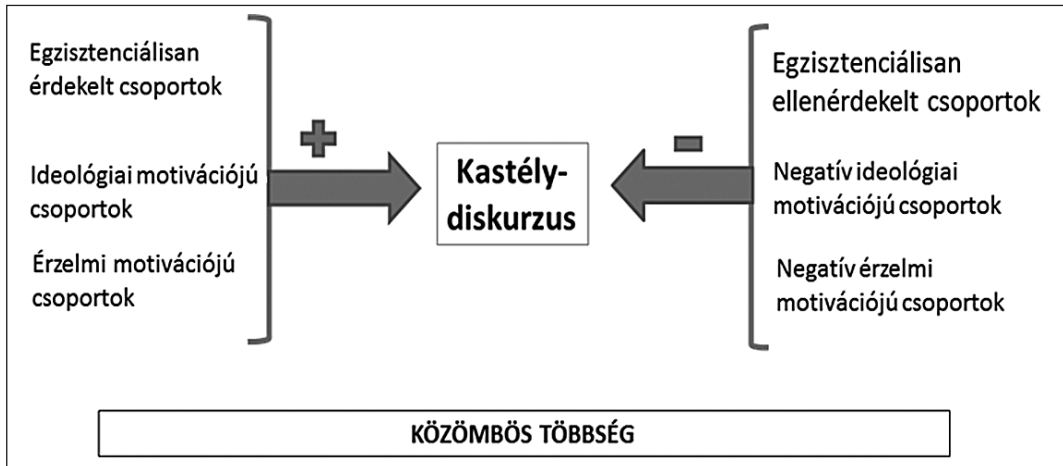 Egzisztenciálisan
érdekelt csoportok
Ideológiai motivációjú
csoportok
Érzelmi motivációjú
csoportok
+
Kastély-
diskurzus
-
Egzisztenciálisan
ellenérdekelt csoportok
Negatív ideológiai
motivációjú csoportok
Negatív érzelmi
motivációjú csoportok
KÖZÖMBÖS TÖBBSÉG